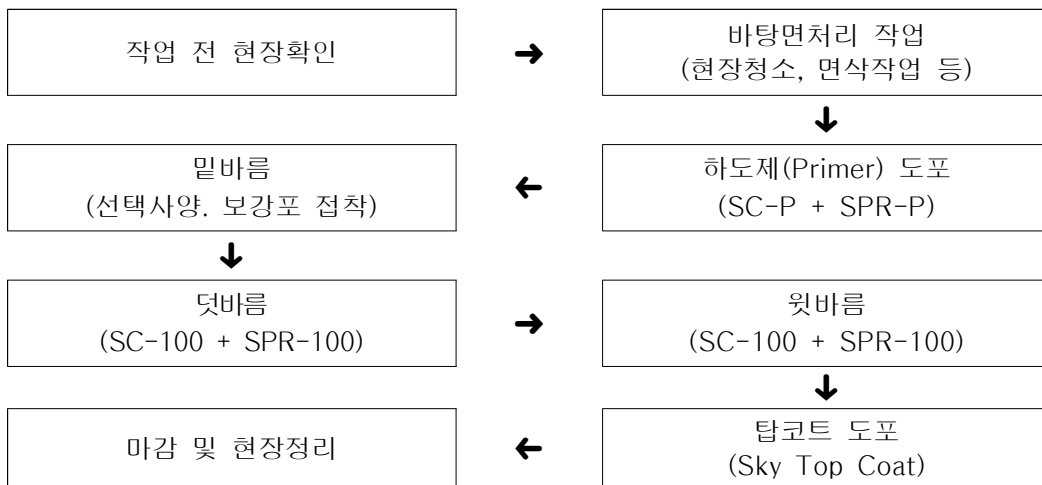 작업 전 현장확인
➜
바탕면처리 작업
(현장청소, 면삭작업 등)
하도제(Primer) 도포
(SC-P + SPR-P)
밑바름
(선택사양. 보강포 접착)
덧바름
(SC-100 + SPR-100)
윗바름
(SC-100 + SPR-100)
탑코트 도포
(Sky Top Coat)
마감 및 현장정리